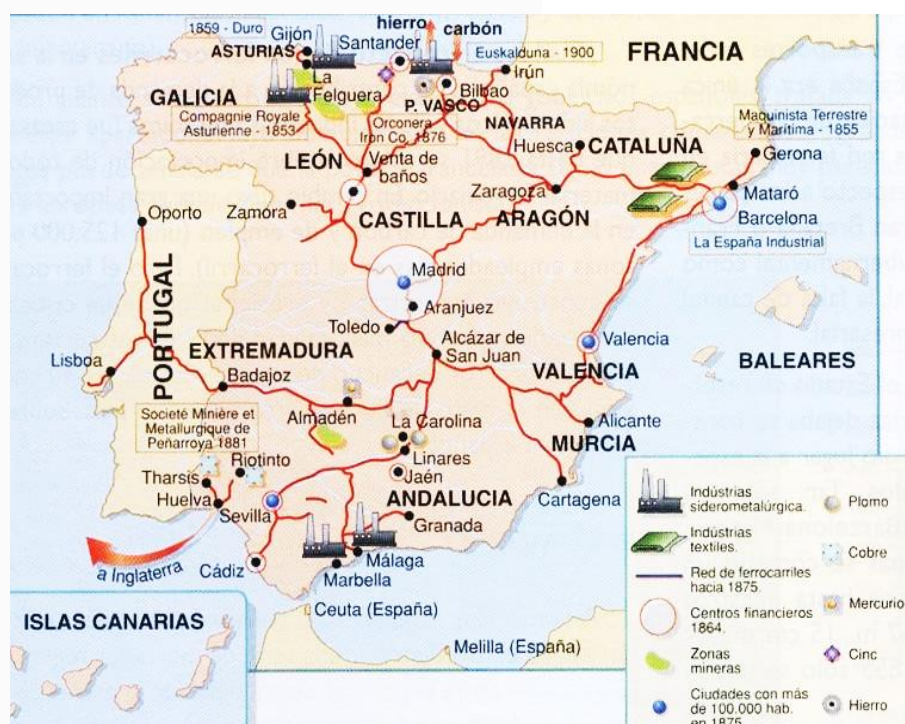 1859 - Duro
Gijón
ASTURIAS
Santander
hierro
carbón
Euskalduna - 1900
FRANCIA
La
Felguera
GALICIA
Compagnie Royale
Asturienne - 1853
Irún
Bilbao
P. VASCO
Orconera
Iron Co. 1876
NAVARRA
Huesca
CATALUÑA
Maquinista Terrestre
y Marítima - 1855
Gerona
LEÓN
Venta de
baños
Zaragoza
Mataró
Barcelona
La España Industrial
Oporto
Zamora
CASTILLA
ARAGÓN
Madrid
Aranjuez
Toledo
Alcázar de
San Juan
Valencia
VALENCIA
BALEARES
PORTUGAL
EXTREMADURA
Lisboa
Badajoz
Almadén
Societé Minière et
Metallurgique de
Peñarroya 1881
La Carolina
Linares
Jaén
Alicante
MURCIA
Cartagena
Tharsis
Riotinto
Huelva
Sevilla
ANDALUCIA
Granada
a Inglaterra
Cádiz
Málaga
Marbella
Ceuta (España)
Melilla (España)
ISLAS CANARIAS
Indústrias
siderometalúrgica.
Indústrias
textiles.
Red de ferrocarriles
hacia 1875.
Centros financieros
1864.
Zonas
mineras
Ciudades con más
de 100.000 hab.
en 1875
Plomo
Cobre
Mercurio
Cinc
Hierro